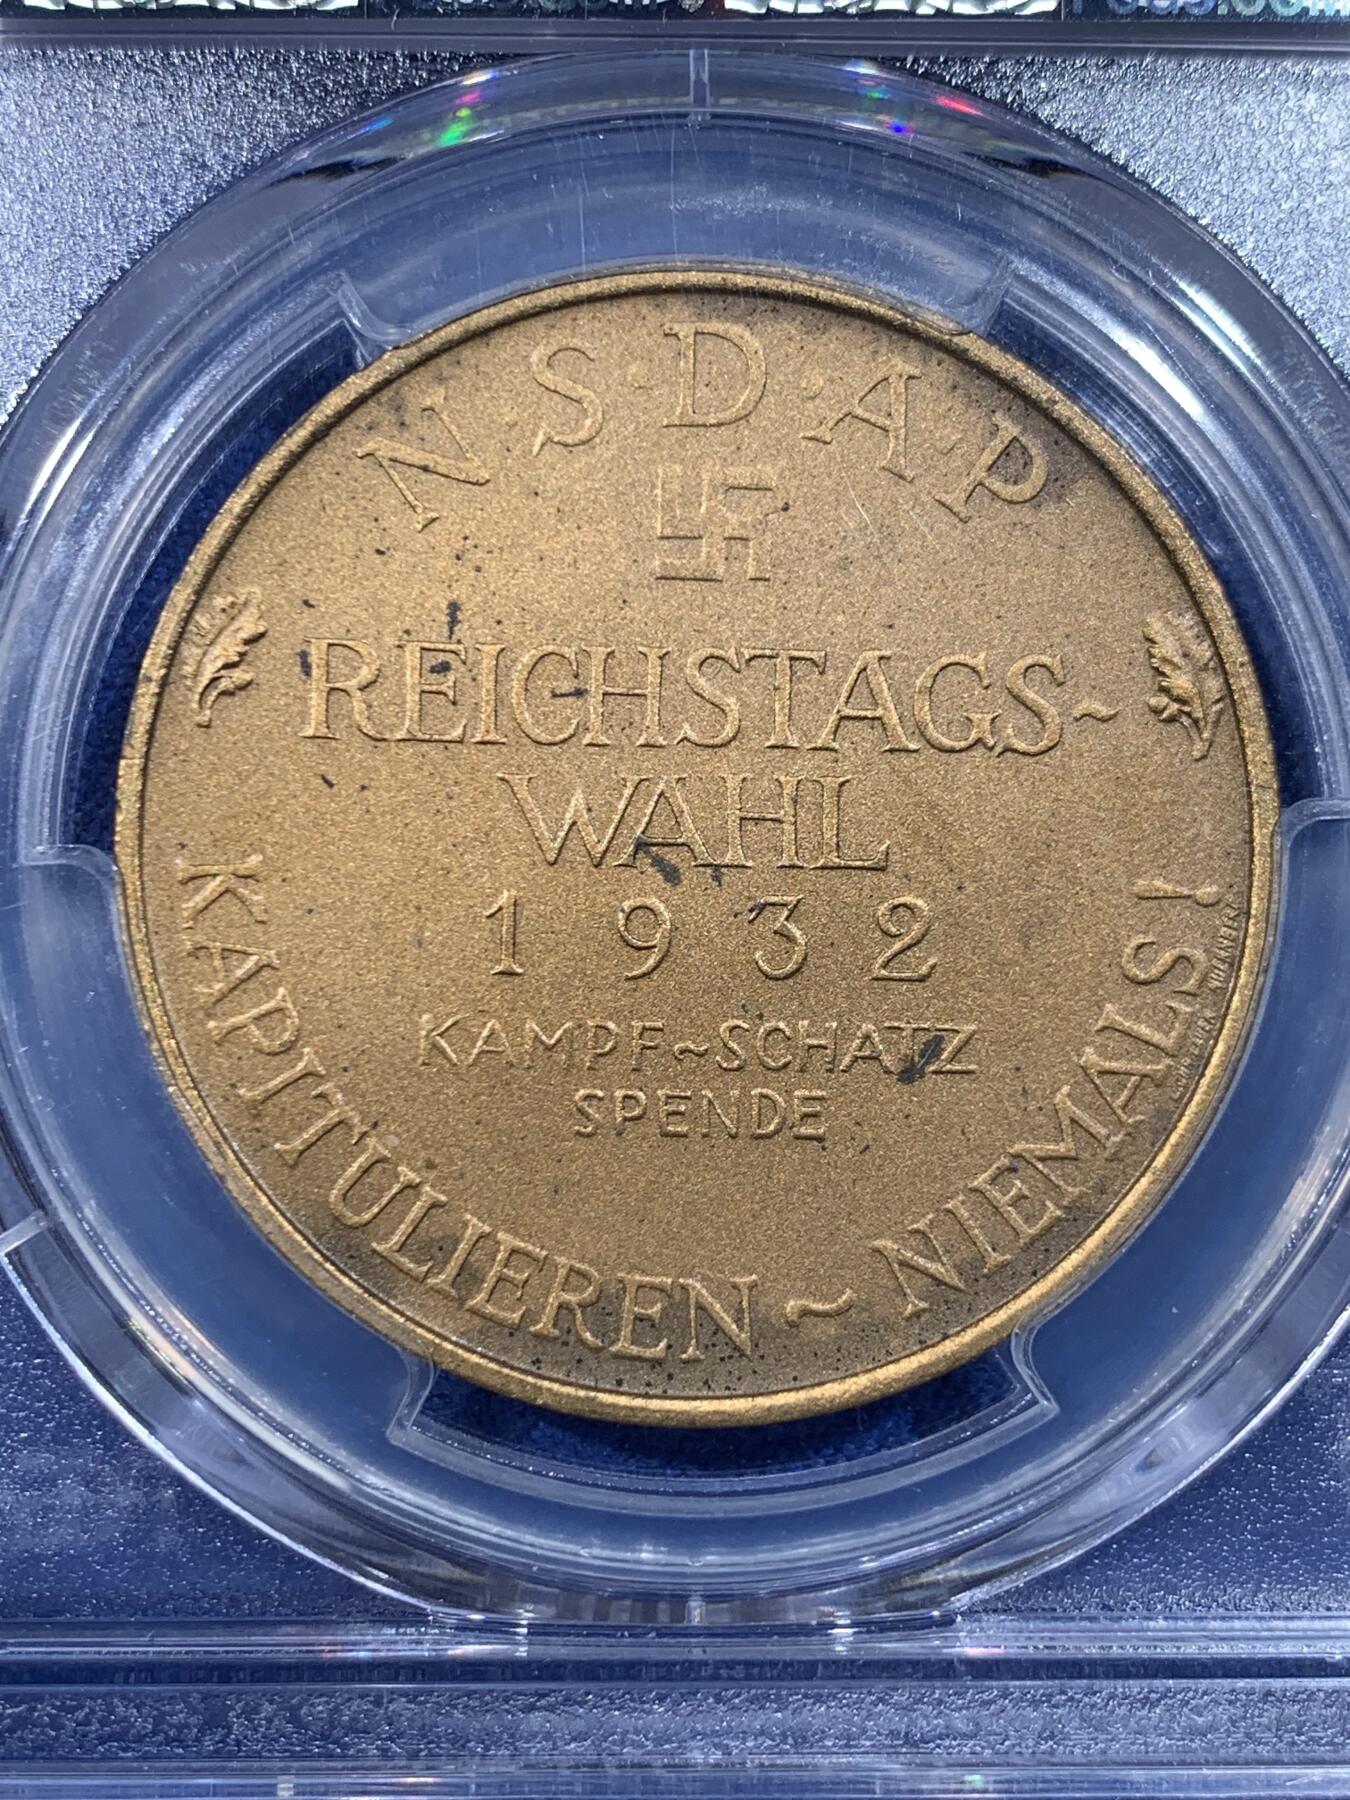 N·S·D·A·P
REICHSTAGS~
WAHL
1932
KAMPF~SCHATZ
SPENDE
KAPITULIEREN ~ NIEMALS!